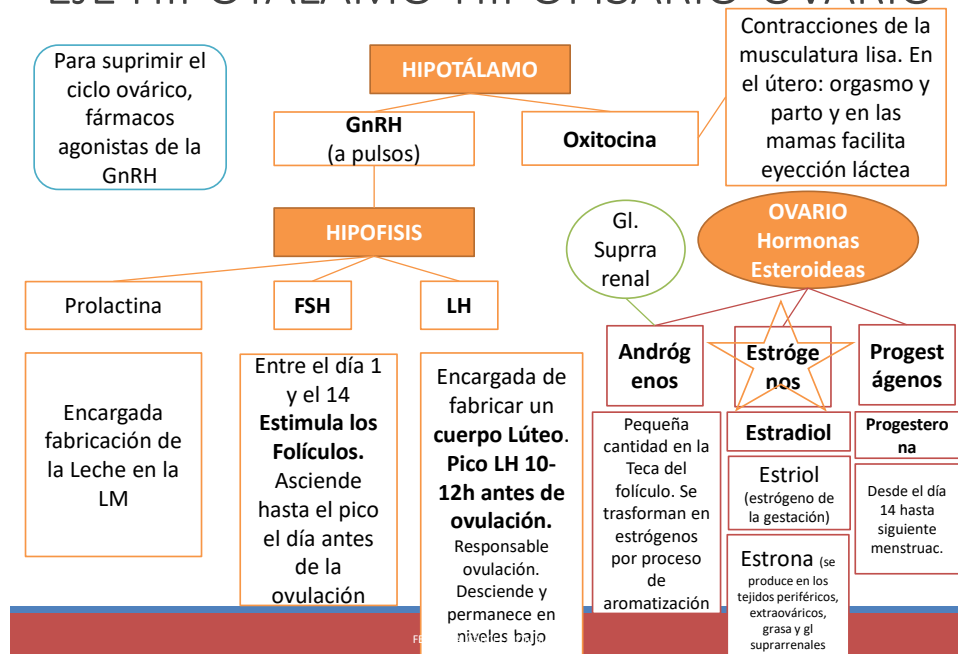 EJE HIPOTÁLAMO-HIPOFISARIO-OVARIO
Para suprimir el
ciclo ovárico,
fármacos
agonistas de la
GnRH
HIPOTÁLAMO
GnRH
(a pulsos)
Oxitocina
Contracciones de la
musculatura lisa. En
el útero: orgasmo y
parto y en las
mamas facilita
eyección láctea
HIPOFISIS
Gl.
Suprra
renal
OVARIO
Hormonas
Esteroideas
Prolactina
FSH
LH
Andróg
enos
Estróge
nos
Progest
ágenos
Encargada
fabricación de
la Leche en la
LM
Entre el día 1
y el 14
Estimula los
Folículos.
Asciende
hasta el pico
el día antes
de la
ovulación
Encargada de
fabricar un
cuerpo Lúteo.
Pico LH 10-
12h antes de
ovulación.
Responsable
ovulación.
Desciende y
permanece en
niveles bajo
Pequeña
cantidad en la
Teca del
folículo. Se
trasforman en
estrógenos
por proceso
de
aromatización
Estradiol
Estriol
(estrógeno de
la gestación)
Estrona (se
produce en los
tejidos periféricos,
extraováricos,
grasa y gl
suprarrenales
Progestero
na
Desde el día
14 hasta
siguiente
menstruac.